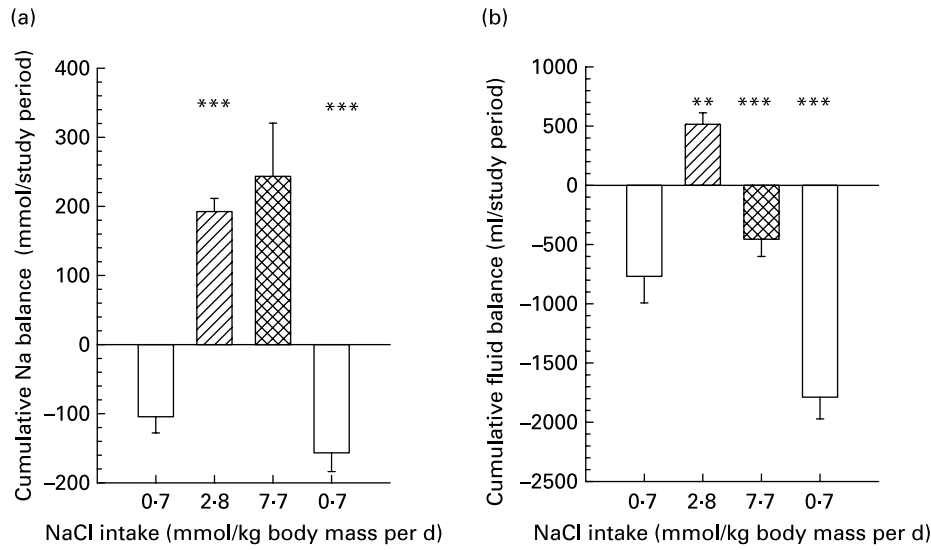 (a)
Cumulative Na balance (mmol/study period)
400
300
200
100
0
–100
–200
***
***
0·7 2·8 7·7 0·7
NaCl intake (mmol/kg body mass per d)
(b)
Cumulative fluid balance (ml/study period)
1000
500
0
–500
–1000
–1500
–2000
–2500
** *** ***
0·7 2·8 7·7 0·7
NaCl intake (mmol/kg body mass per d)